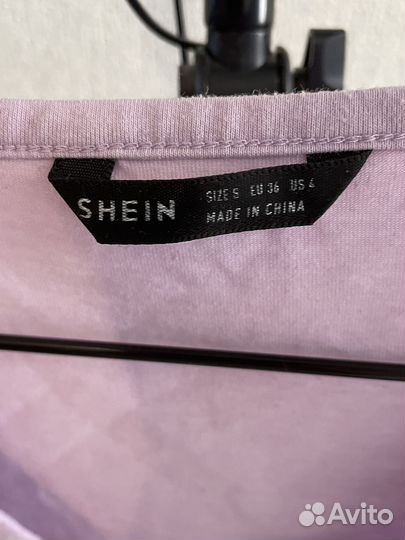 SHEIN
SIZE S EU 36 US 4
MADE IN CHINA
Avito